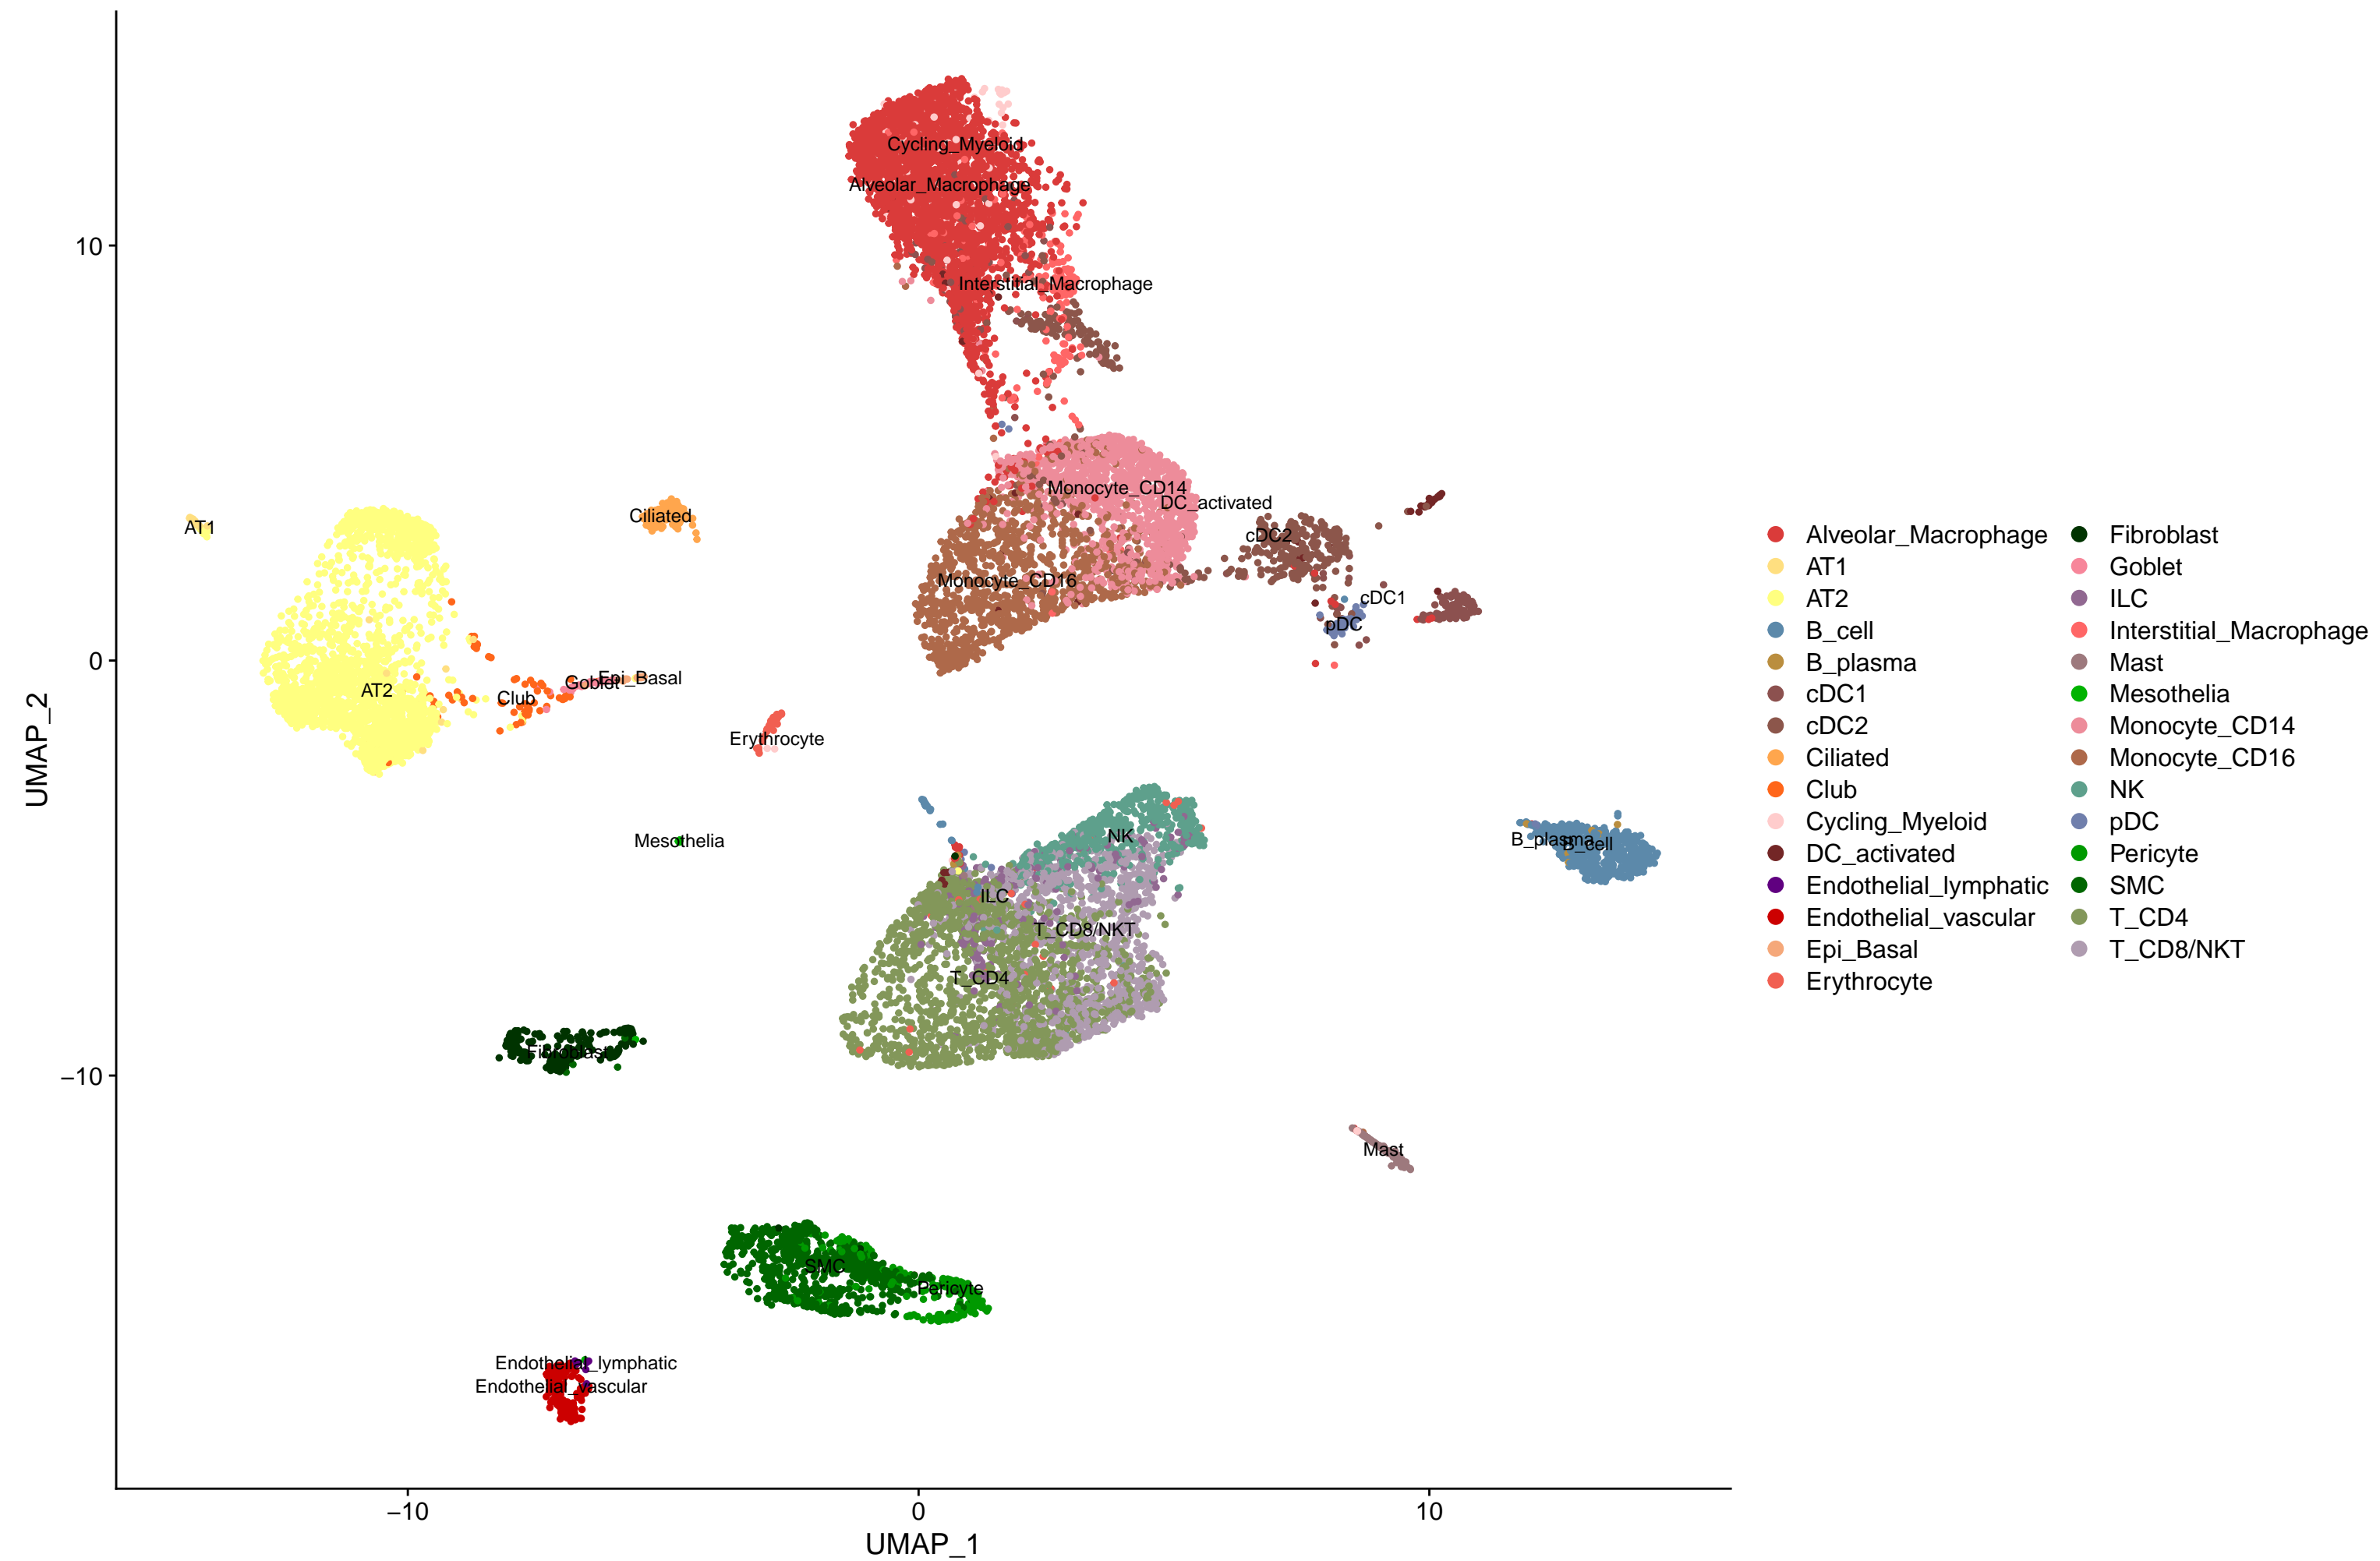 Cycling_Myeloid
Alveolar_Macrophage
10
Interstitial_Macrophage
Monocyte_CD14
DC_activated
AT1
Ciliated
cDC2
Monocyte_CD16
cDC1
pDC
0
AT2
Club
Goblet
Epi_Basal
Erythrocyte
UMAP_2
Mesothelia
NK
B_plasma
B_cell
ILC
T_CD8/NKT
T_CD4
Fibroblast
−10
Mast
SMC
Pericyte
Endothelial_lymphatic
Endothelial_vascular
−10
0
10
UMAP_1
Alveolar_Macrophage
AT1
AT2
B_cell
B_plasma
cDC1
cDC2
Ciliated
Club
Cycling_Myeloid
DC_activated
Endothelial_lymphatic
Endothelial_vascular
Epi_Basal
Erythrocyte
Fibroblast
Goblet
ILC
Interstitial_Macrophage
Mast
Mesothelia
Monocyte_CD14
Monocyte_CD16
NK
pDC
Pericyte
SMC
T_CD4
T_CD8/NKT